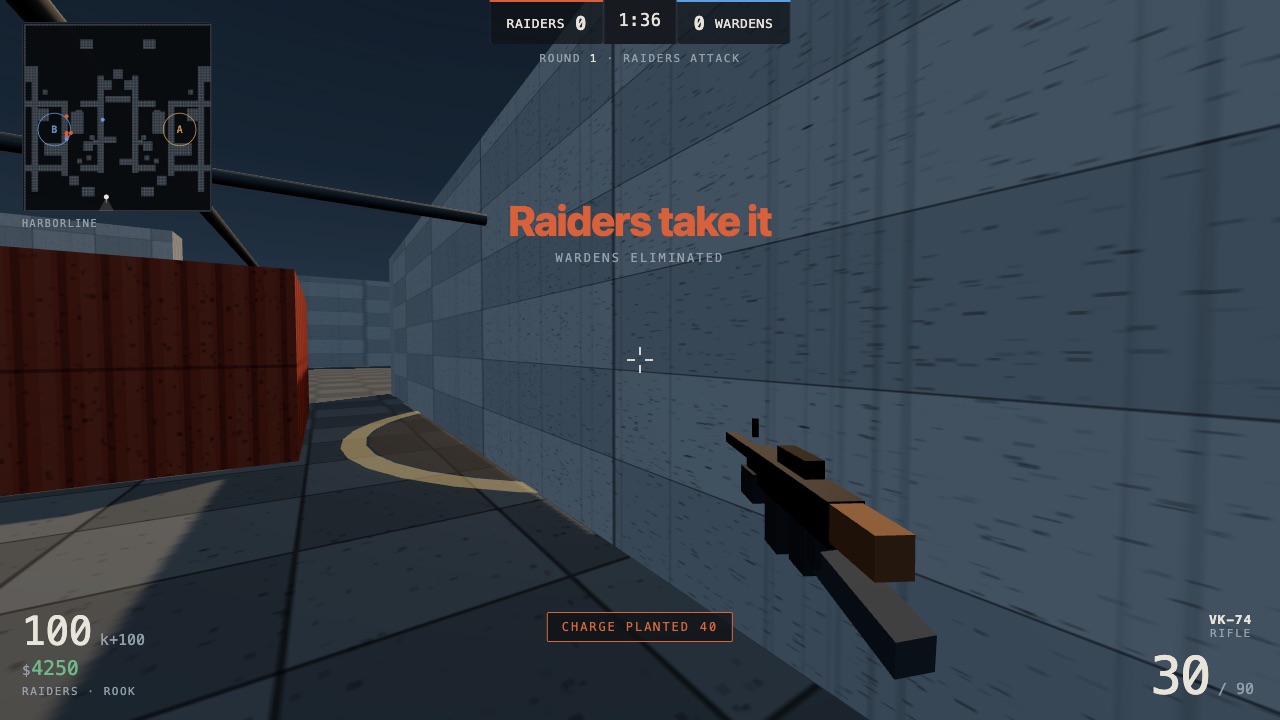 RAIDERS 0 1:36 0 WARDENS
ROUND 1 · RAIDERS ATTACK
B A
HARBORLINE
Raiders take it
WARDENS ELIMINATED
CHARGE PLANTED 40
100 k+100
$4250
RAIDERS · ROOK
VK-74
RIFLE
30 / 90